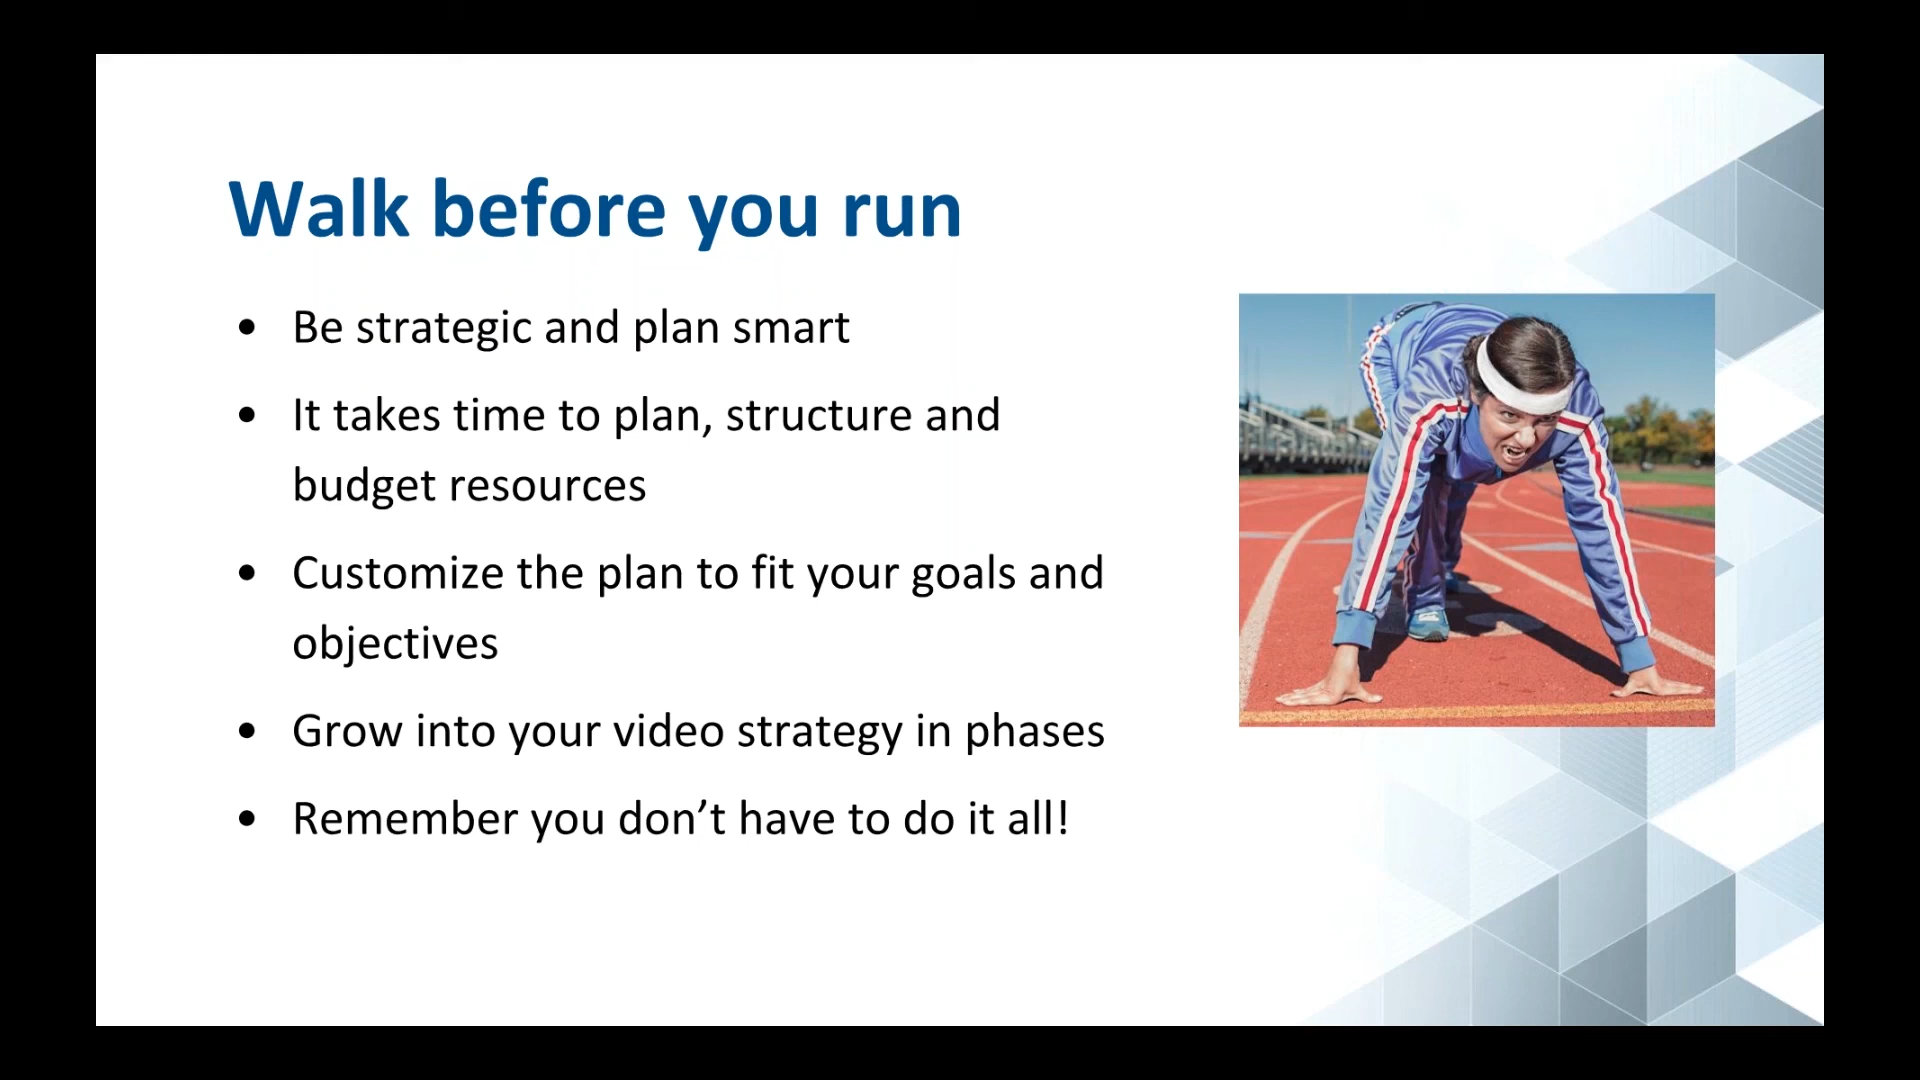 Walk before you run
• Be strategic and plan smart
• It takes time to plan, structure and
budget resources
• Customize the plan to fit your goals and
objectives
• Grow into your video strategy in phases
• Remember you don’t have to do it all!